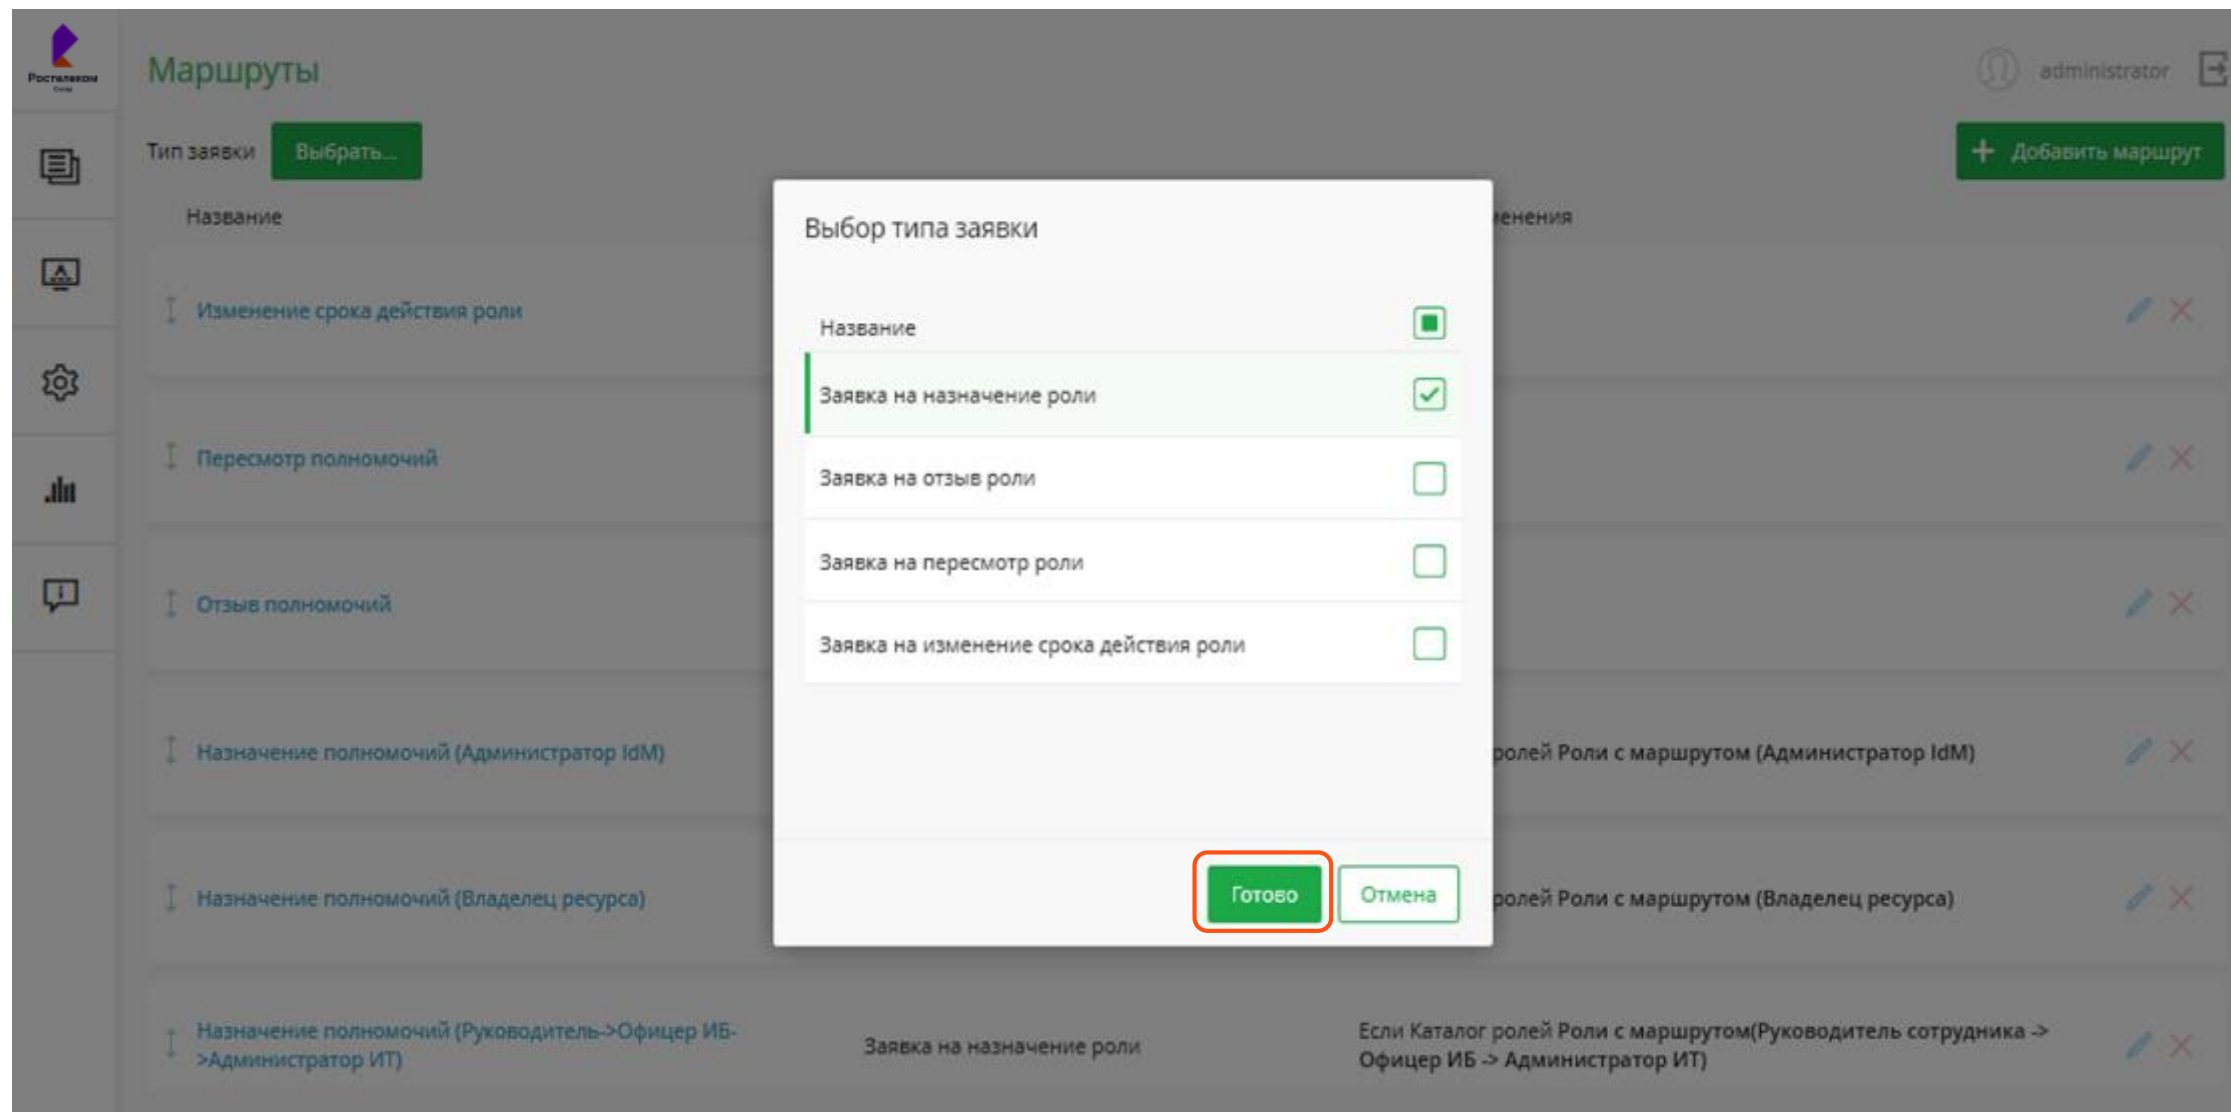 Ростелеком
Маршруты
administrator
Тип заявки
Выбрать...
+ Добавить маршрут
Название
енения
Изменение срока действия роли
Пересмотр полномочий
Отзыв полномочий
Назначение полномочий (Администратор IdM)
ролей Роли с маршрутом (Администратор IdM)
Назначение полномочий (Владелец ресурса)
ролей Роли с маршрутом (Владелец ресурса)
Назначение полномочий (Руководитель->Офицер ИБ-
>Администратор ИТ)
Заявка на назначение роли
Если Каталог ролей Роли с маршрутом(Руководитель сотрудника ->
Офицер ИБ -> Администратор ИТ)
Выбор типа заявки
Название
Заявка на назначение роли
Заявка на отзыв роли
Заявка на пересмотр роли
Заявка на изменение срока действия роли
Готово
Отмена